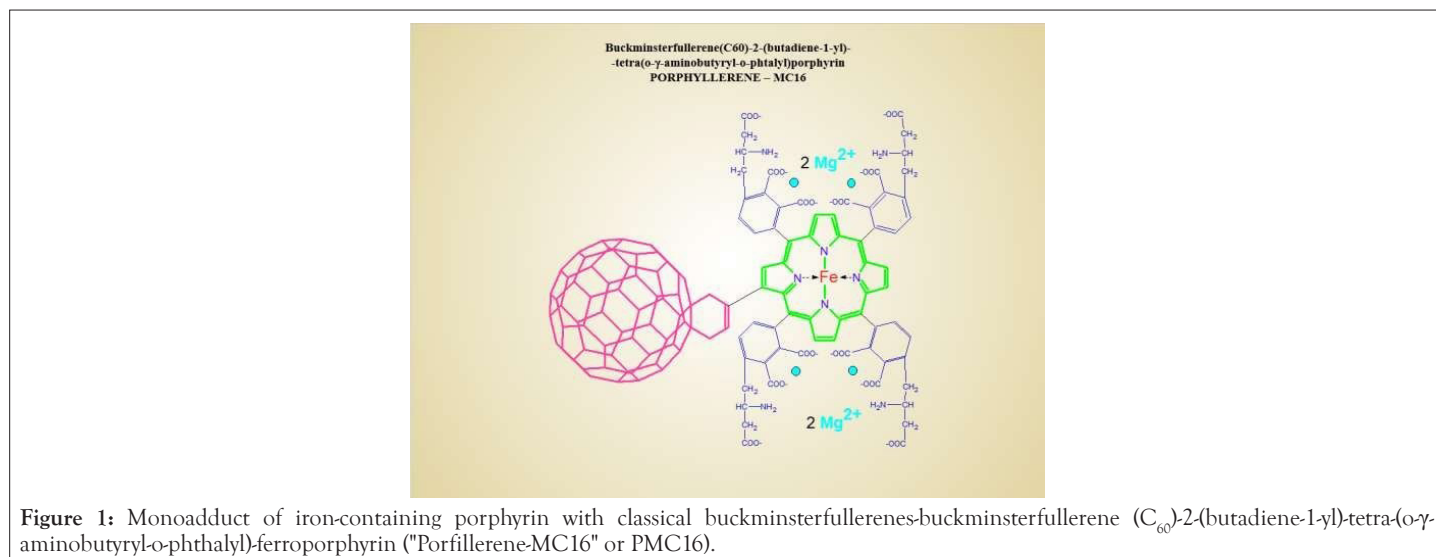 Buckminsterfullerene(C60)-2-(butadiene-1-yl)-
-tetra(o-γ-aminobutyryl-o-phtalyl)porphyrin
PORPHYLLERENE – MC16
COO-
-OOC
CH₂
CH₂
HC—NH₂
H₂N—CH
H₂C
CH₂
2 Mg²⁺
COO-
-OOC
COO-
-OOC
N
N
Fe
N
N
COO-
-OOC
COO-
-OOC
H₂C
CH₂
HC—NH₂
H₂N—CH
2 Mg²⁺
CH₂
CH₂
COO-
-OOC
Figure 1: Monoadduct of iron-containing porphyrin with classical buckminsterfullerenes-buckminsterfullerene (C₆₀)-2-(butadiene-1-yl)-tetra-(o-γ-
aminobutyryl-o-phthalyl)-ferroporphyrin ("Porfillerene-MC16" or PMC16).